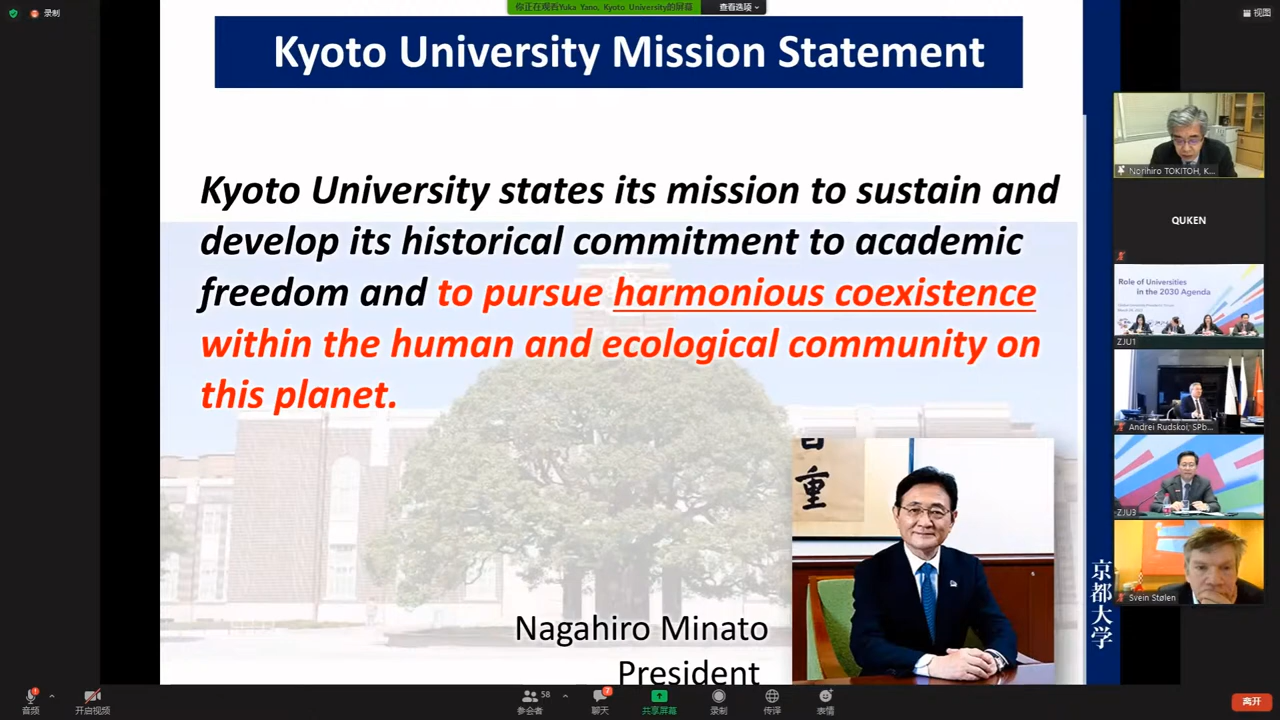 录制
你正在观看Yuka Yano, Kyoto University的屏幕
查看选项
视图
Kyoto University Mission Statement
Kyoto University states its mission to sustain and
develop its historical commitment to academic
freedom and to pursue harmonious coexistence
within the human and ecological community on
this planet.
重
Nagahiro Minato
President
京都大学
Norihiro TOKITOH, K...
QUKEN
Role of Universities
in the 2030 Agenda
ZJU1
Andrei Rudskoi, SPb...
ZJU3
Svein Stølen
音频
开启视频
58
参会者
7
聊天
共享屏幕
录制
传译
表情
离开